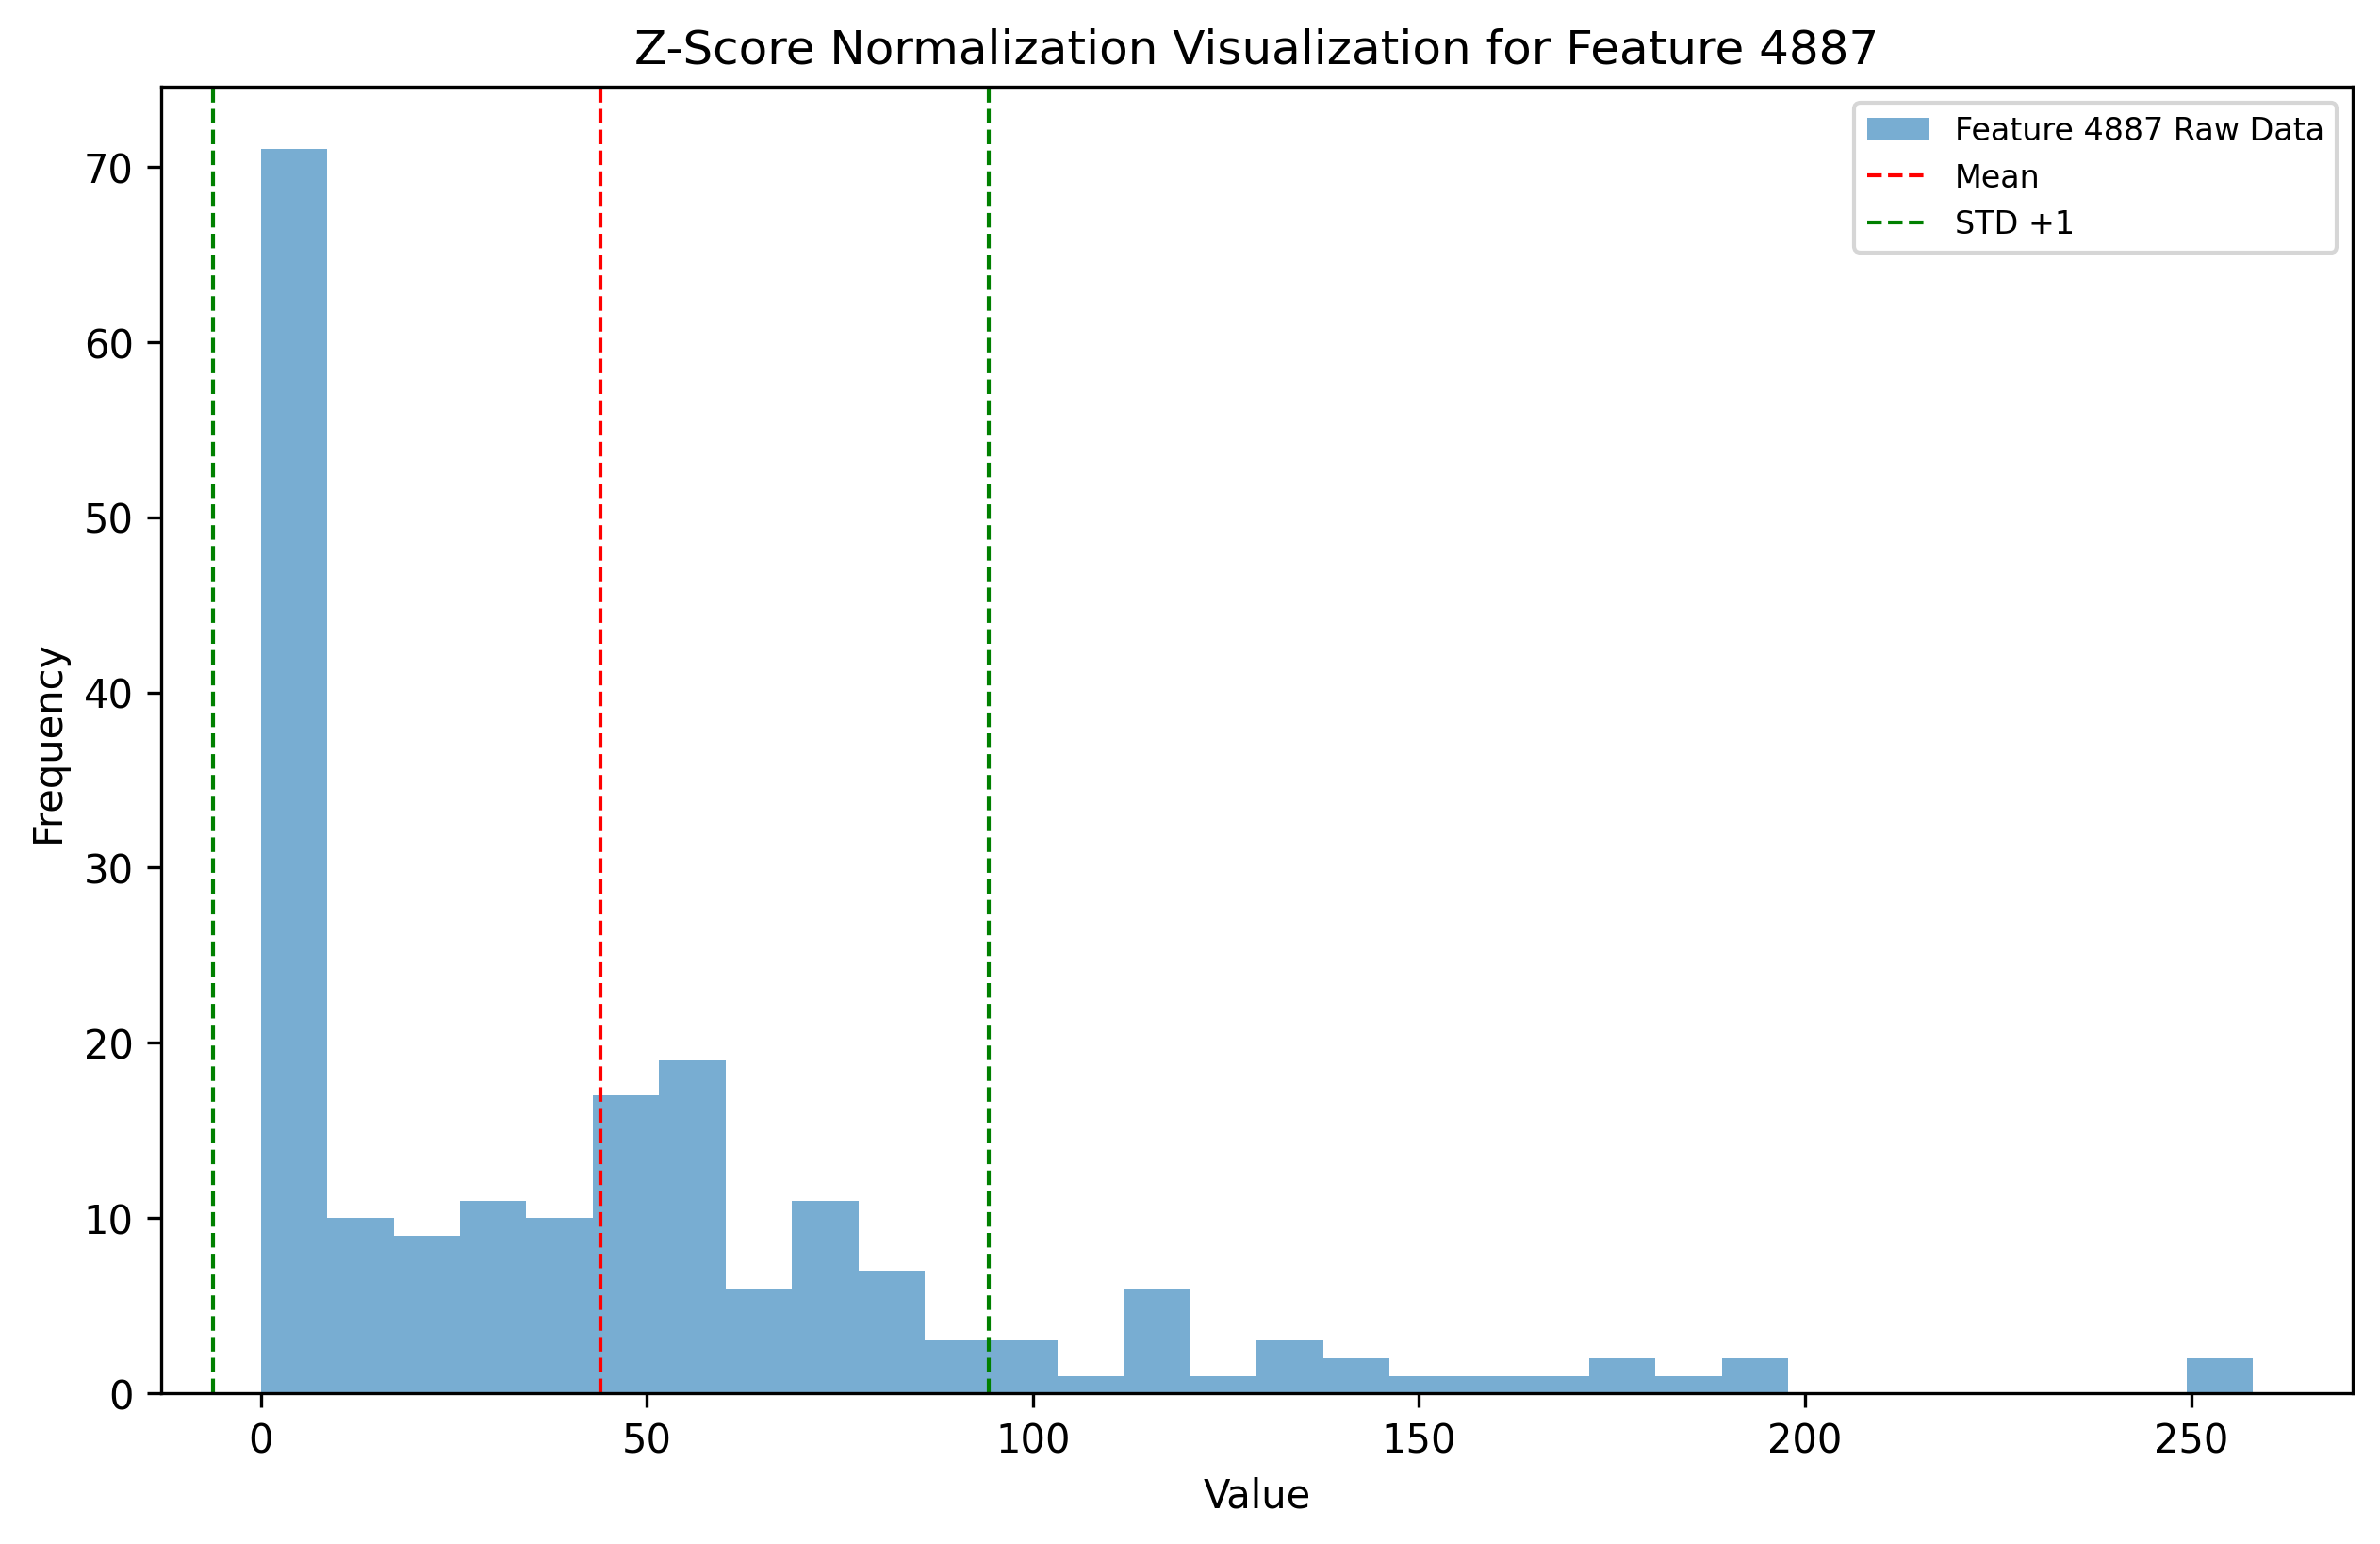 Z-Score Normalization Visualization for Feature 4887
Feature 4887 Raw Data
Mean
STD +1
Frequency
70
60
50
40
30
20
10
0
0 50 100 150 200 250
Value